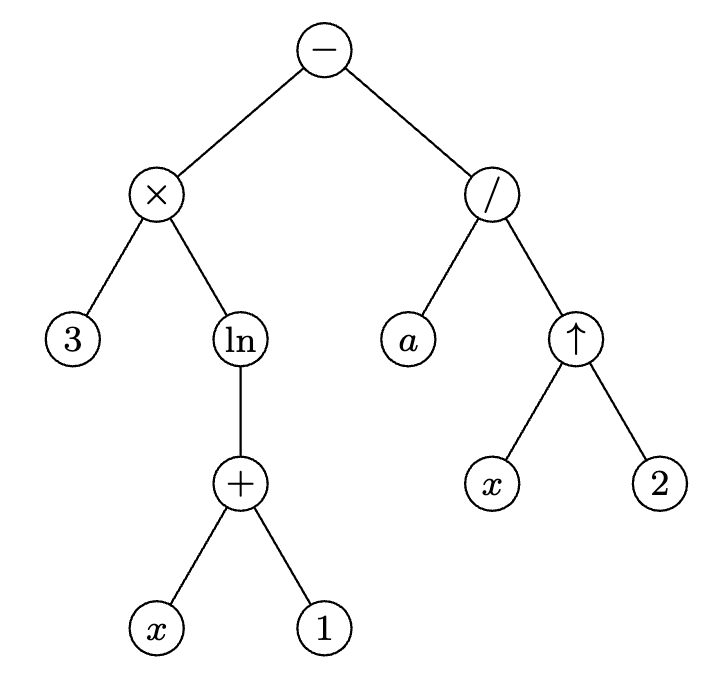 −
× /
3 ln a ↑
+ x 2
x 1